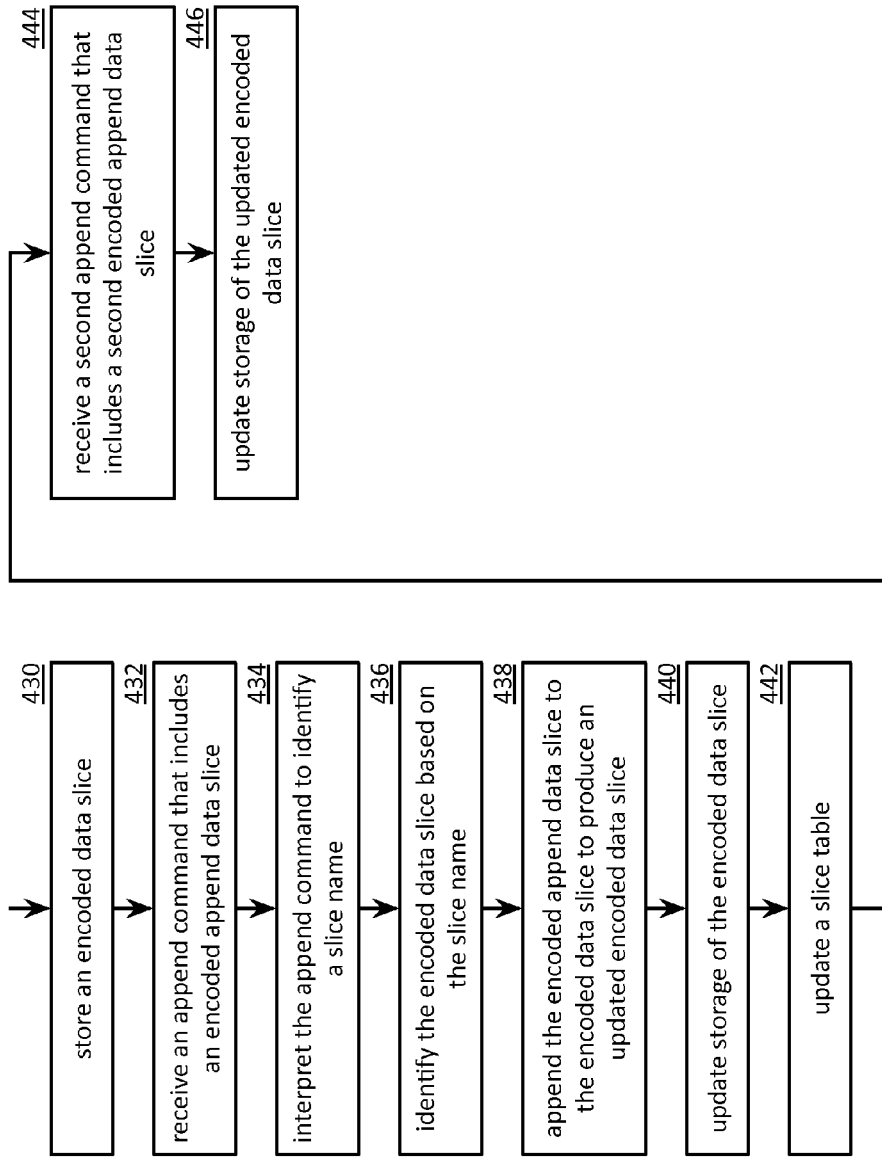 430
store an encoded data slice
432
receive an append command that includes
an encoded append data slice
434
interpret the append command to identify
a slice name
436
identify the encoded data slice based on
the slice name
438
append the encoded append data slice to
the encoded data slice to produce an
updated encoded data slice
440
update storage of the encoded data slice
442
update a slice table
444
receive a second append command that
includes a second encoded append data
slice
446
update storage of the updated encoded
data slice